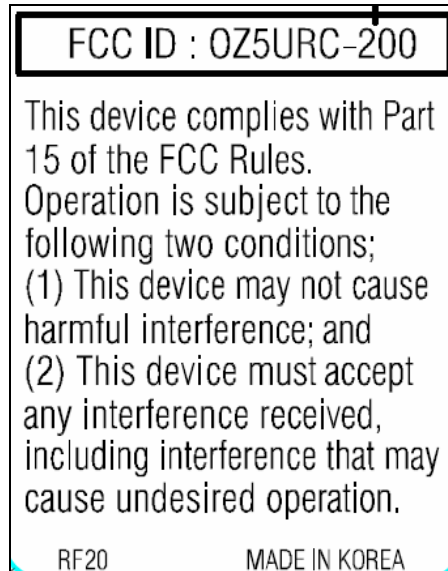 FCC ID : OZ5URC-200
This device complies with Part
15 of the FCC Rules.
Operation is subject to the
following two conditions;
(1) This device may not cause
harmful interference; and
(2) This device must accept
any interference received,
including interference that may
cause undesired operation.
RF20 MADE IN KOREA